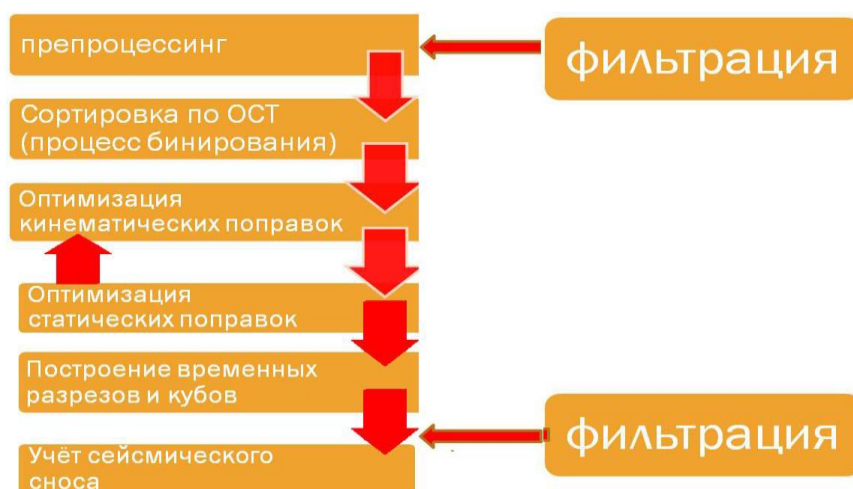 препроцессинг
фильтрация
Сортировка по ОСТ
(процесс бинирования)
Оптимизация
кинематических поправок
Оптимизация
статических поправок
Построение временных
разрезов и кубов
фильтрация
Учёт сейсмического
сноса